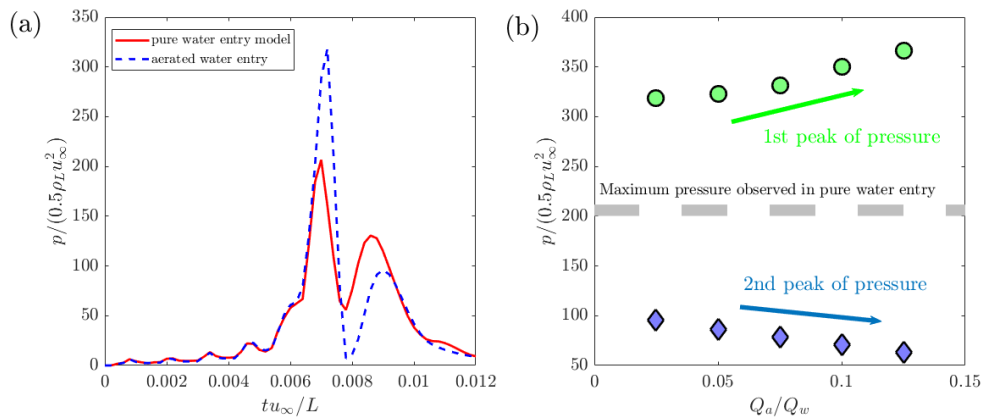 (a)
350
300
250
200
150
100
50
0
p/(0.5ρ_L u_∞^2)
pure water entry model
aerated water entry
0 0.002 0.004 0.006 0.008 0.01 0.012
tu_∞/L
(b)
400
350
300
250
200
150
100
50
p/(0.5ρ_L u_∞^2)
1st peak of pressure
Maximum pressure observed in pure water entry
2nd peak of pressure
0 0.05 0.1 0.15
Q_a/Q_w